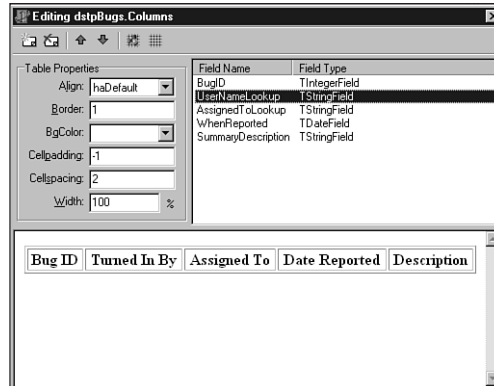 Editing dstpBugs.Columns
Table Properties
Align: haDefault
Border: 1
BgColor:
Cellpadding: -1
Cellspacing: 2
Width: 100 %
Field Name Field Type
BugID TIntegerField
UserNameLookup TStringField
AssignedToLookup TStringField
WhenReported TDateField
SummaryDescription TStringField
Bug ID Turned In By Assigned To Date Reported Description